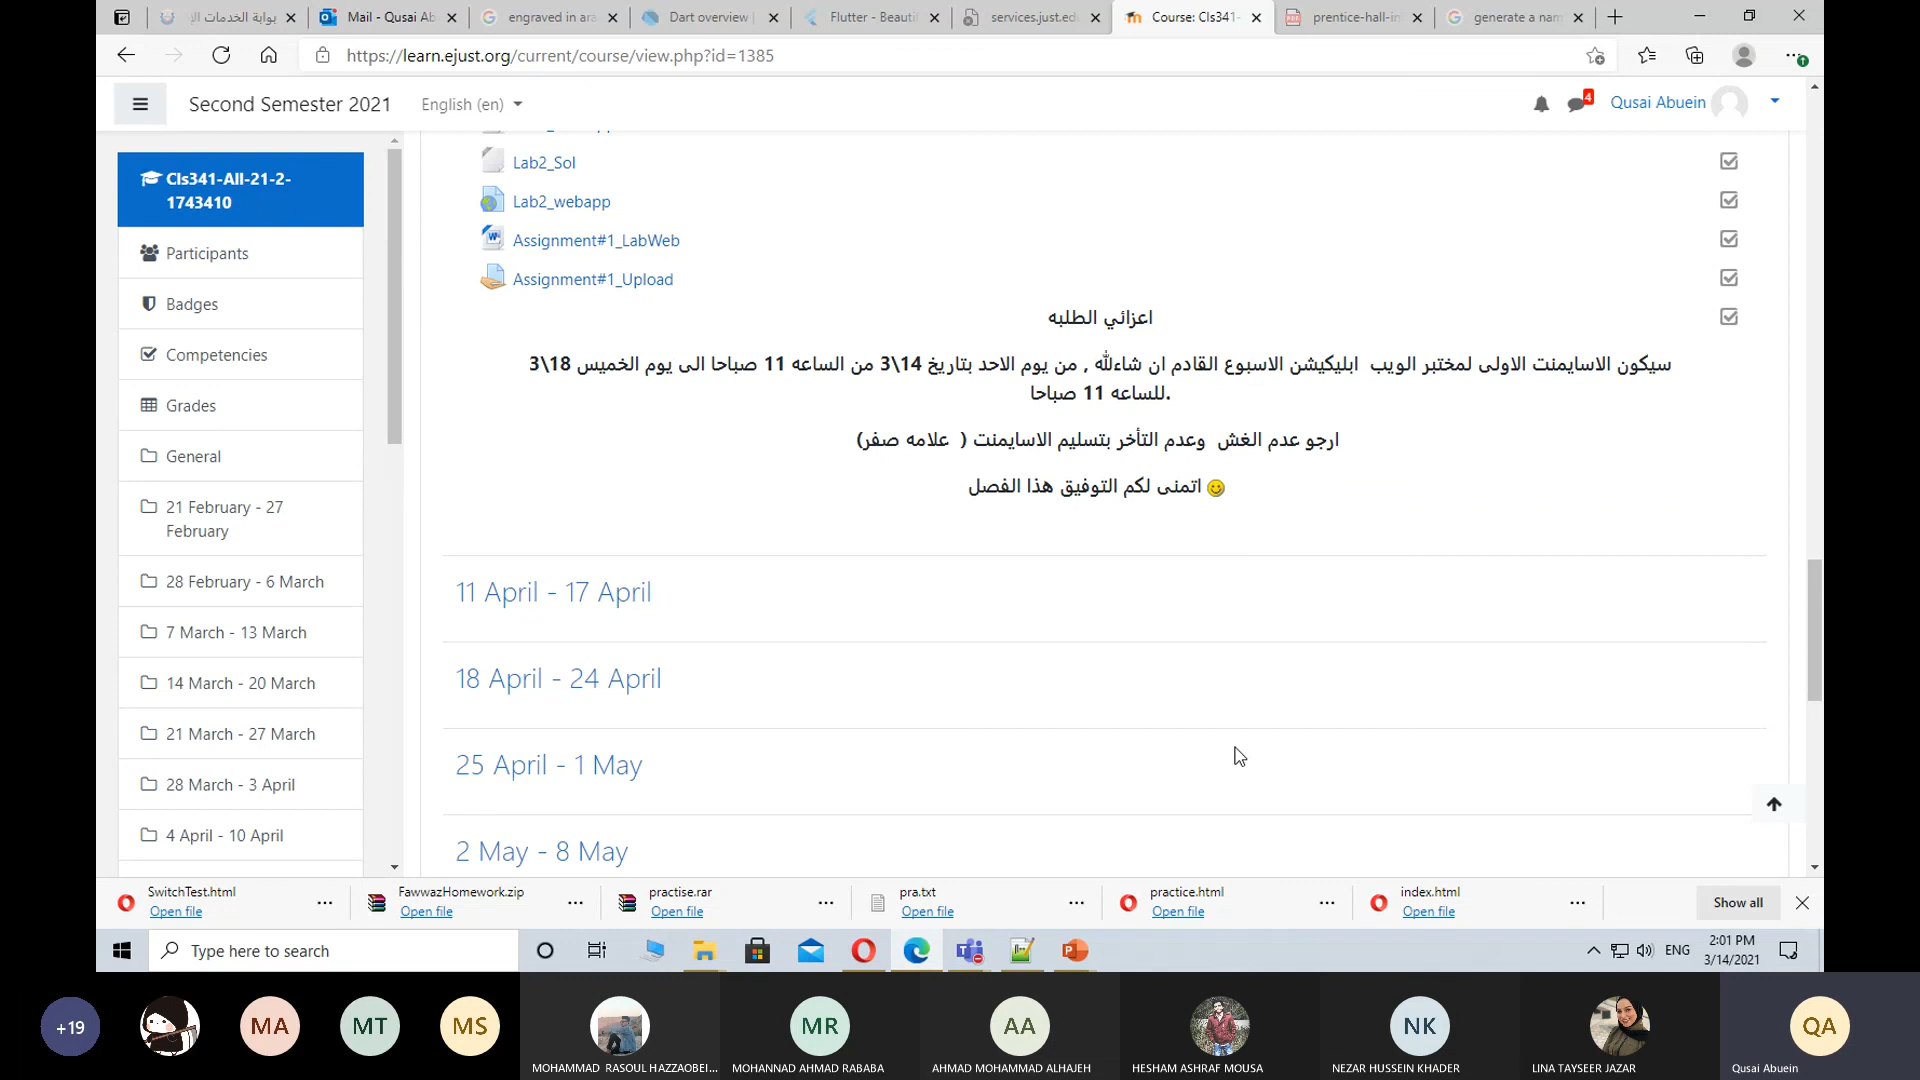 بوابة الخدمات الإ
Mail - Qusai Ab
engraved in ara
Dart overview
Flutter - Beauti
services.just.ed
Course: CIs341-
prentice-hall-in
generate a nam
https://learn.ejust.org/current/course/view.php?id=1385
Second Semester 2021
English (en)
4
Qusai Abuein
CIs341-All-21-2-
1743410
Participants
Badges
Competencies
Grades
General
21 February - 27
February
28 February - 6 March
7 March - 13 March
14 March - 20 March
21 March - 27 March
28 March - 3 April
4 April - 10 April
Lab2_Sol
Lab2_webapp
Assignment#1_LabWeb
Assignment#1_Upload
اعزائي الطلبه
سيكون الاسايمنت الاولى لمختبر الويب ابليكيشن الاسبوع القادم ان شاءالله , من يوم الاحد بتاريخ 14\3 من الساعه 11 صباحا الى يوم الخميس 18\3
للساعه 11 صباحا.
ارجو عدم الغش وعدم التأخر بتسليم الاسايمنت ( علامه صفر)
اتمنى لكم التوفيق هذا الفصل
11 April - 17 April
18 April - 24 April
25 April - 1 May
2 May - 8 May
SwitchTest.html
Open file
FawwazHomework.zip
Open file
practise.rar
Open file
pra.txt
Open file
practice.html
Open file
index.html
Open file
Show all
Type here to search
ENG
2:01 PM
3/14/2021
+19
MA
MT
MS
MOHAMMAD RASOUL HAZZAOBEI...
MR
MOHANNAD AHMAD RABABA
AA
AHMAD MOHAMMAD ALHAJEH
HESHAM ASHRAF MOUSA
NK
NEZAR HUSSEIN KHADER
LINA TAYSEER JAZAR
QA
Qusai Abuein